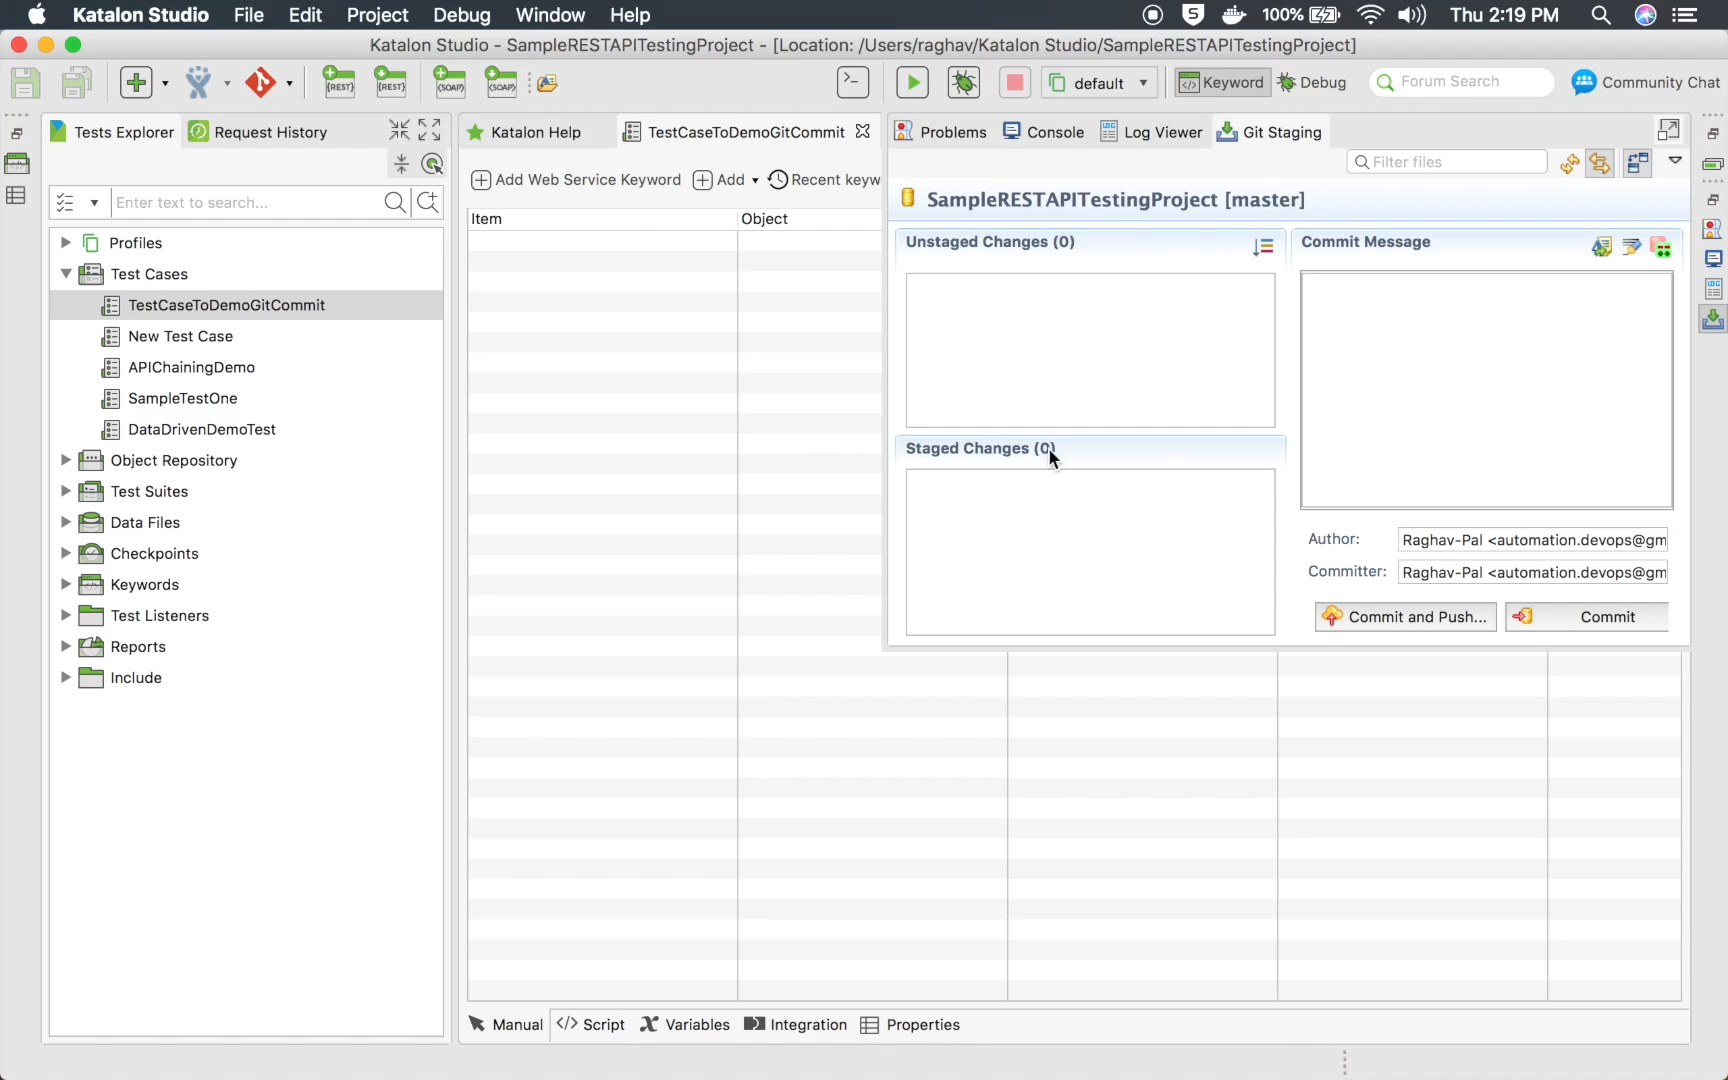 Katalon Studio File Edit Project Debug Window Help 100% Thu 2:19 PM
Katalon Studio - SampleRESTAPITestingProject - [Location: /Users/raghav/Katalon Studio/SampleRESTAPITestingProject]
{REST} {REST} {SOAP} {SOAP} default Keyword Debug Forum Search Community Chat
Tests Explorer Request History
Enter text to search...
Profiles
Test Cases
TestCaseToDemoGitCommit
New Test Case
APIChainingDemo
SampleTestOne
DataDrivenDemoTest
Object Repository
Test Suites
Data Files
Checkpoints
Keywords
Test Listeners
Reports
Include
Katalon Help TestCaseToDemoGitCommit
Add Web Service Keyword Add Recent keyw
Item Object
Problems Console Log Viewer Git Staging
Filter files
SampleRESTAPITestingProject [master]
Unstaged Changes (0)
Staged Changes (0)
Commit Message
Author: Raghav-Pal <automation.devops@gm
Committer: Raghav-Pal <automation.devops@gm
Commit and Push... Commit
Manual Script Variables Integration Properties